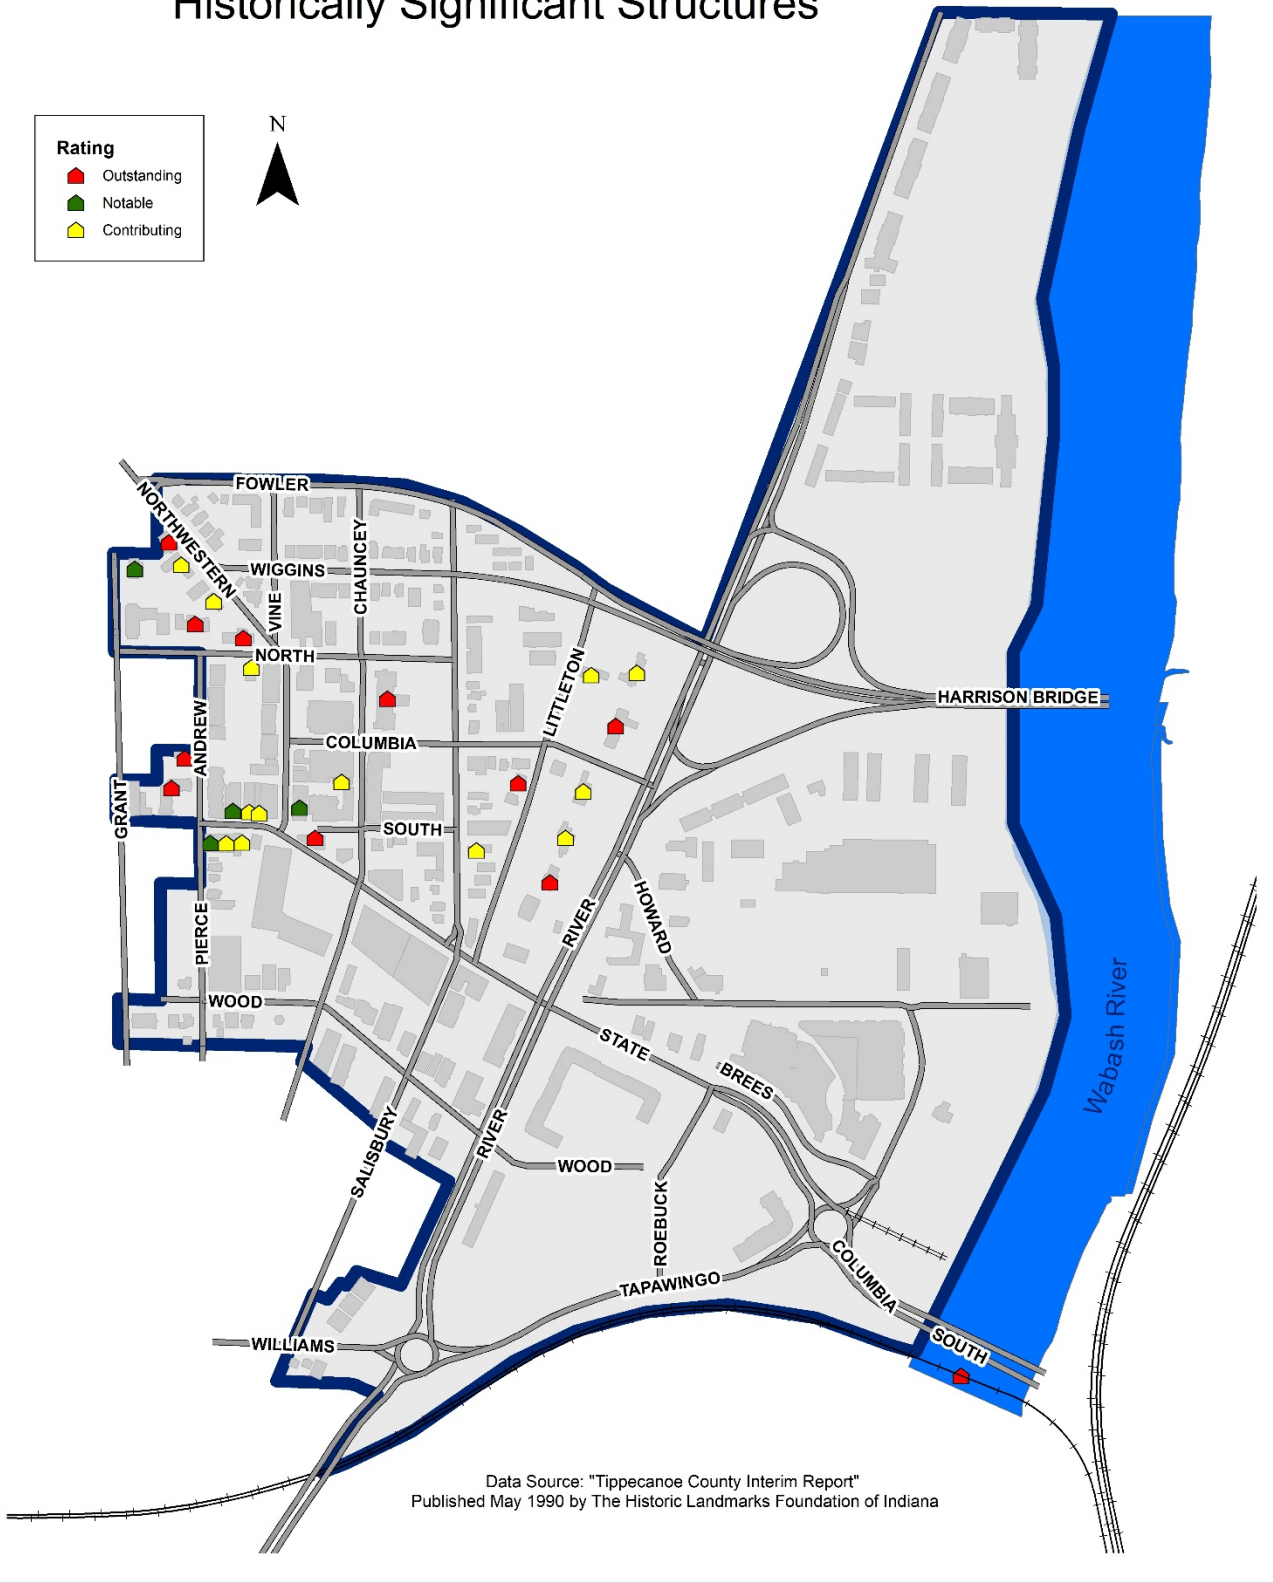 Historically Significant Structures
N
Rating
Outstanding
Notable
Contributing
FOWLER
NORTHWESTERN
WIGGINS
VINE
CHAUNCEY
NORTH
LITTLETON
HARRISON BRIDGE
ANDREW
COLUMBIA
GRANT
SOUTH
PIERCE
RIVER
HOWARD
WOOD
STATE
BREES
Wabash River
SALISBURY
RIVER
WOOD
ROEBUCK
COLUMBIA
TAPAWINGO
WILLIAMS
SOUTH
Data Source: "Tippecanoe County Interim Report"
Published May 1990 by The Historic Landmarks Foundation of Indiana